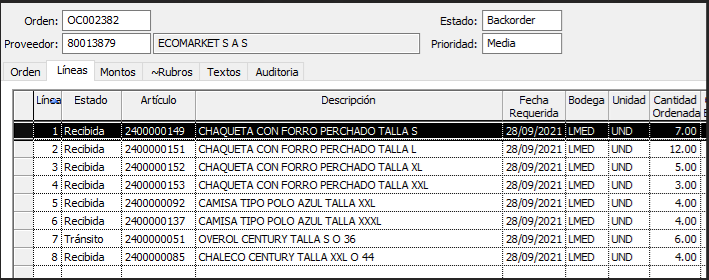 Orden: OC002382 Estado: Backorder
Proveedor: 80013879 ECOMARKET S A S Prioridad: Media
Orden Líneas Montos ~Rubros Textos Auditoria
Línea Estado Artículo Descripción Fecha Requerida Bodega Unidad Cantidad Ordenada
1 Recibida 2400000149 CHAQUETA CON FORRO PERCHADO TALLA S 28/09/2021 LMED UND 7.00
2 Recibida 2400000151 CHAQUETA CON FORRO PERCHADO TALLA L 28/09/2021 LMED UND 12.00
3 Recibida 2400000152 CHAQUETA CON FORRO PERCHADO TALLA XL 28/09/2021 LMED UND 5.00
4 Recibida 2400000153 CHAQUETA CON FORRO PERCHADO TALLA XXL 28/09/2021 LMED UND 3.00
5 Recibida 2400000092 CAMISA TIPO POLO AZUL TALLA XXL 28/09/2021 LMED UND 4.00
6 Recibida 2400000137 CAMISA TIPO POLO AZUL TALLA XXXL 28/09/2021 LMED UND 4.00
7 Tránsito 2400000051 OVEROL CENTURY TALLA S O 36 28/09/2021 LMED UND 6.00
8 Recibida 2400000085 CHALECO CENTURY TALLA XXL O 44 28/09/2021 LMED UND 4.00